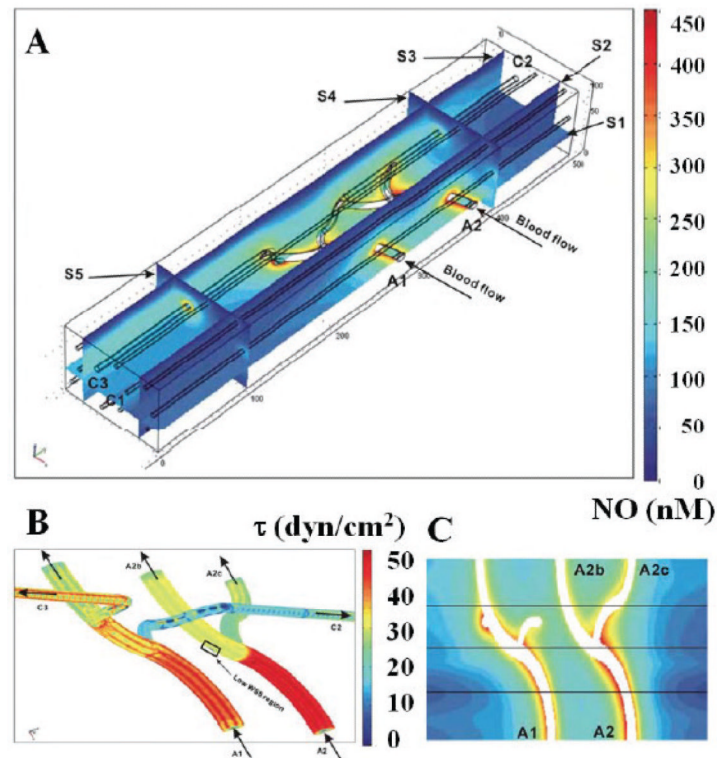 A
S3
C2
S2
S4
S1
S5
A2
Blood flow
A1
Blood flow
C3
C1
0
100
200
450
400
350
300
250
200
150
100
50
0
NO (nM)
B
τ (dyn/cm²)
C
A2b
A2c
C3
C2
Low WSS region
A1
A2
50
40
30
20
10
0
A2b
A2c
A1
A2